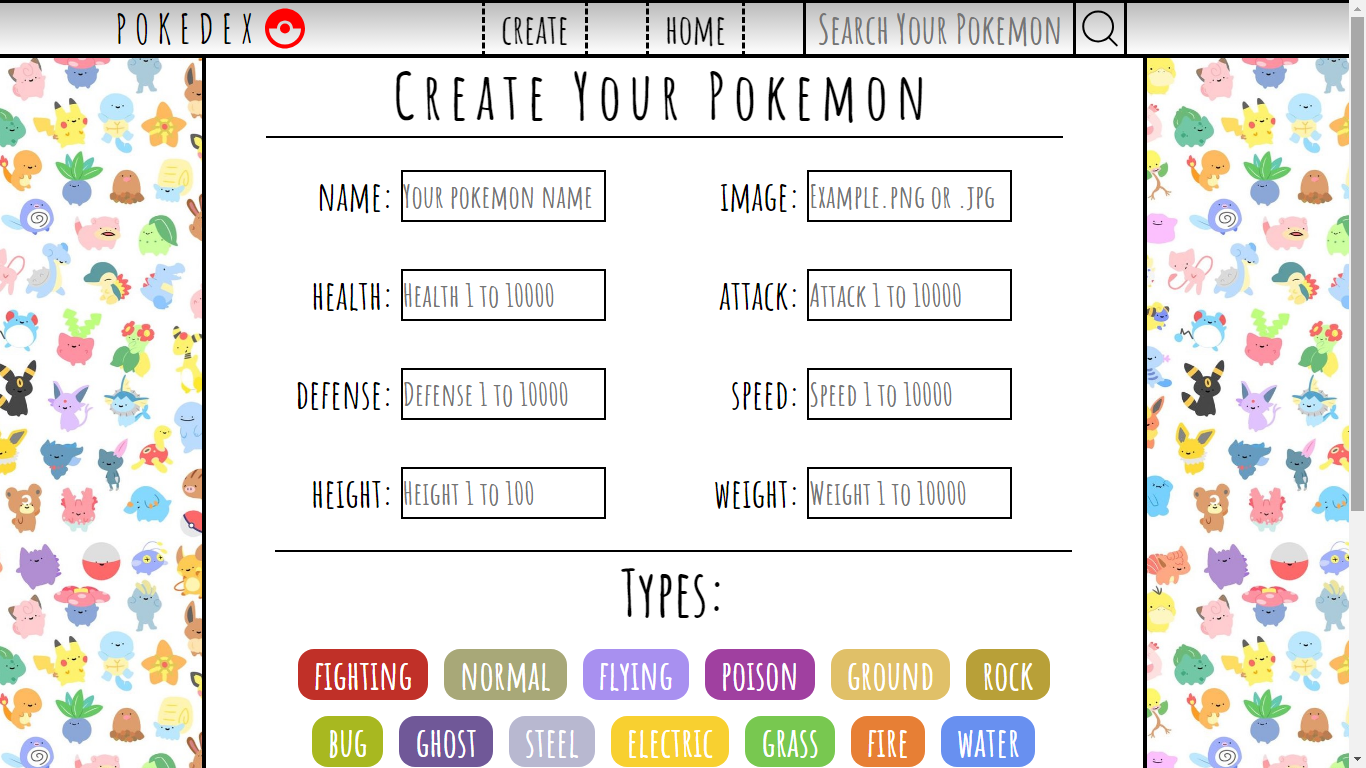 POKEDEX CREATE HOME Search Your Pokemon
Create Your Pokemon
NAME: Your pokemon name IMAGE: Example.png or .jpg
HEALTH: Health 1 to 10000 ATTACK: Attack 1 to 10000
DEFENSE: Defense 1 to 10000 SPEED: Speed 1 to 10000
HEIGHT: Height 1 to 100 WEIGHT: Weight 1 to 10000
Types:
FIGHTING NORMAL FLYING POISON GROUND ROCK
BUG GHOST STEEL ELECTRIC GRASS FIRE WATER